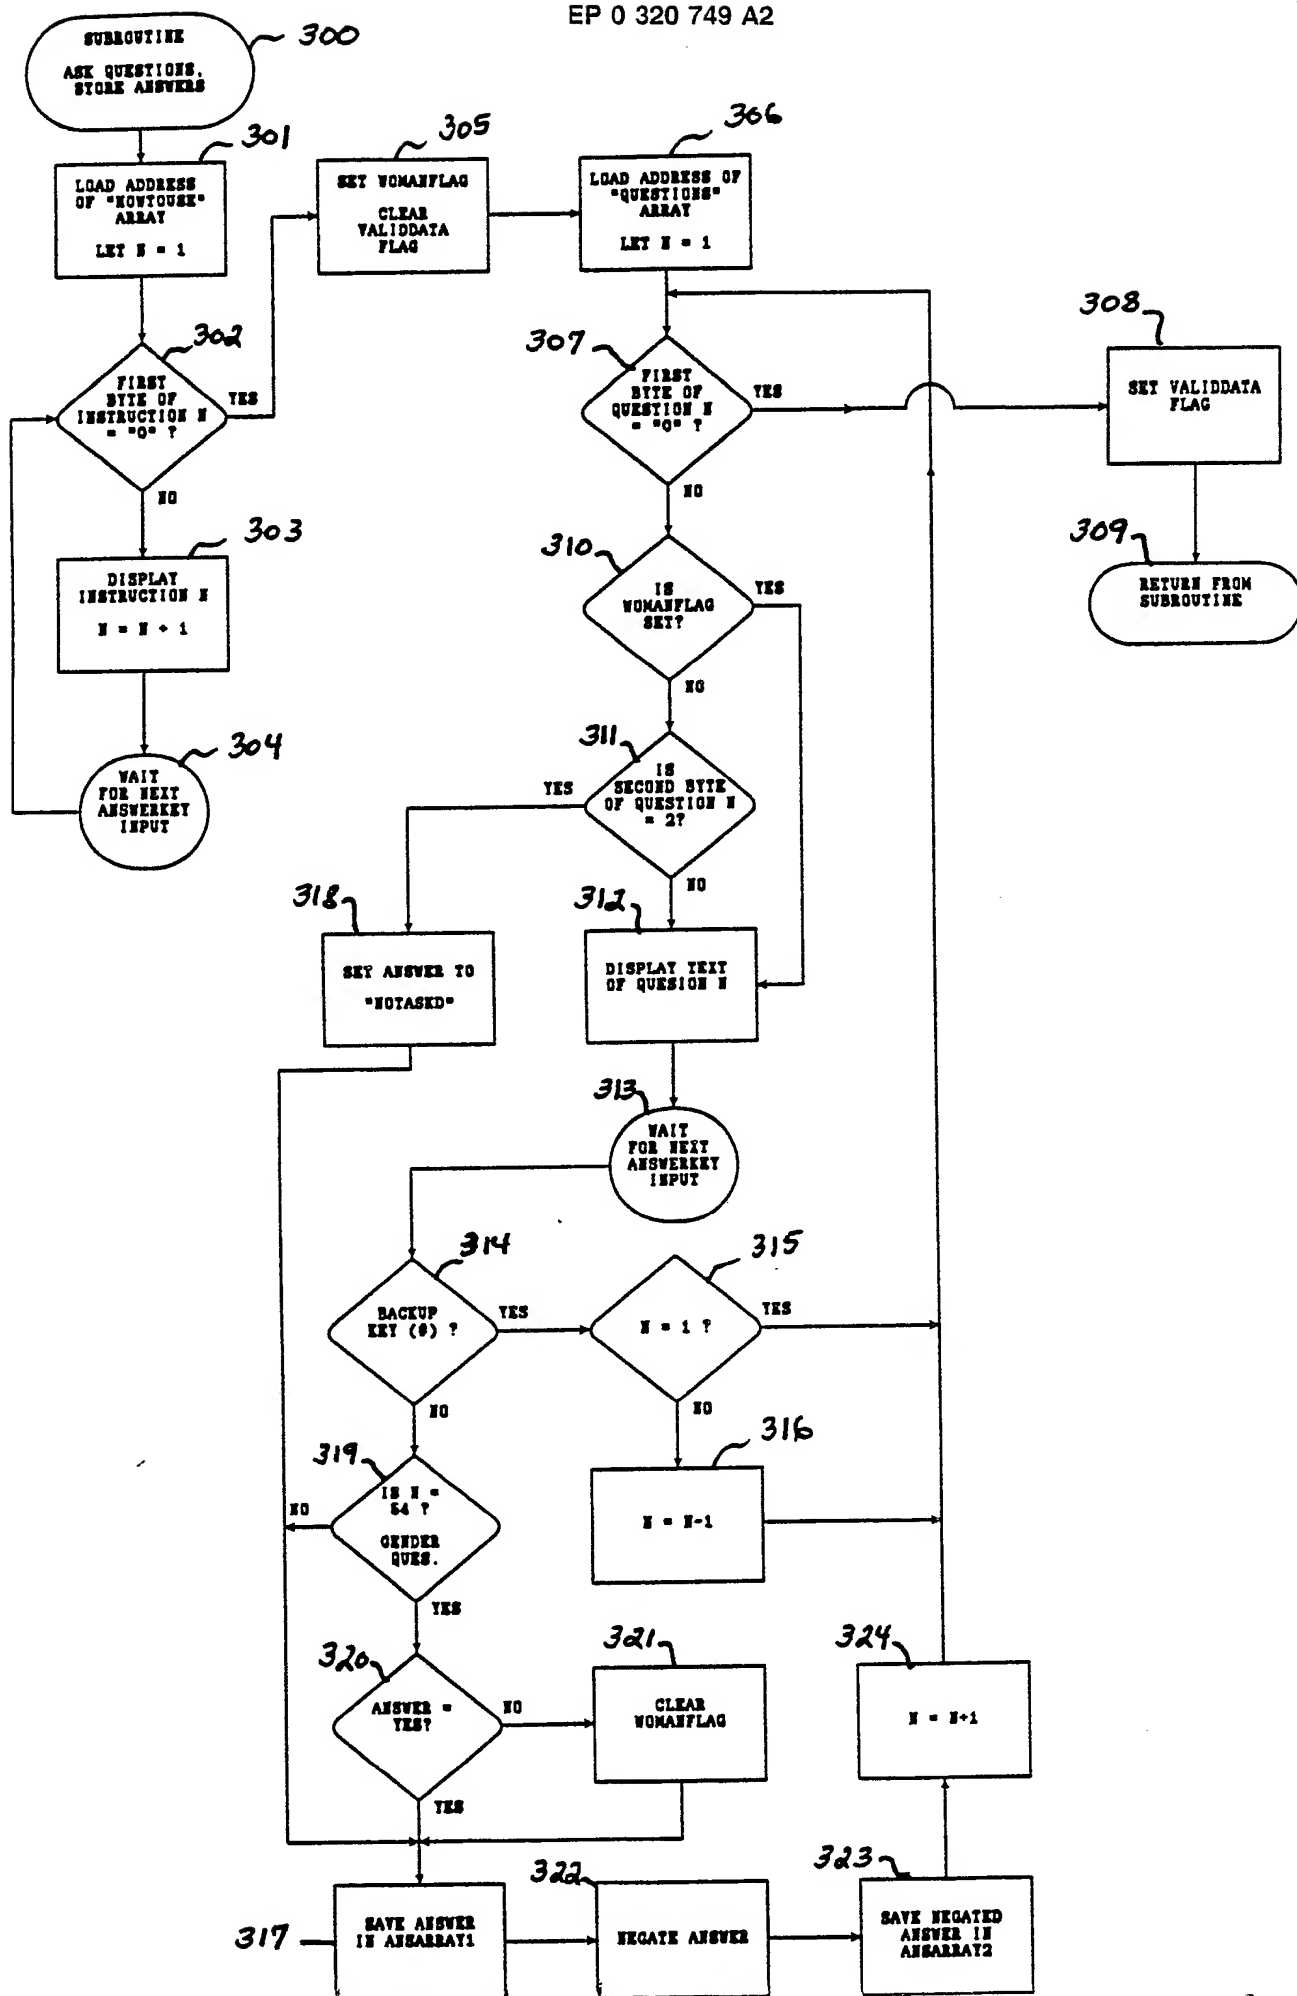 EP 0 320 749 A2
SUBROUTINE
ASK QUESTIONS,
STORE ANSWERS
300
301
LOAD ADDRESS
OF "HOWTOUSE"
ARRAY
LET N = 1
302
FIRST
BYTE OF
INSTRUCTION N
= "0" ?
YES
NO
303
DISPLAY
INSTRUCTION N
N = N + 1
304
WAIT
FOR NEXT
ANSWERKEY
INPUT
305
SET WOMANFLAG
CLEAR
VALIDDATA
FLAG
306
LOAD ADDRESS OF
"QUESTIONS"
ARRAY
LET N = 1
307
FIRST
BYTE OF
QUESTION N
= "0" ?
YES
NO
308
SET VALIDDATA
FLAG
309
RETURN FROM
SUBROUTINE
310
IS
WOMANFLAG
SET?
YES
NO
311
IS
SECOND BYTE
OF QUESTION N
= 2?
YES
NO
318
SET ANSWER TO
"NOTASKD"
312
DISPLAY TEXT
OF QUESION N
313
WAIT
FOR NEXT
ANSWERKEY
INPUT
314
BACKUP
KEY (#) ?
YES
NO
315
N = 1 ?
YES
NO
316
N = N-1
319
IS N =
54 ?
GENDER
QUES.
NO
YES
320
ANSWER =
YES?
NO
YES
321
CLEAR
WOMANFLAG
324
N = N+1
317
SAVE ANSWER
IN ANSARRAY1
322
NEGATE ANSWER
323
SAVE NEGATED
ANSWER IN
ANSARRAY2